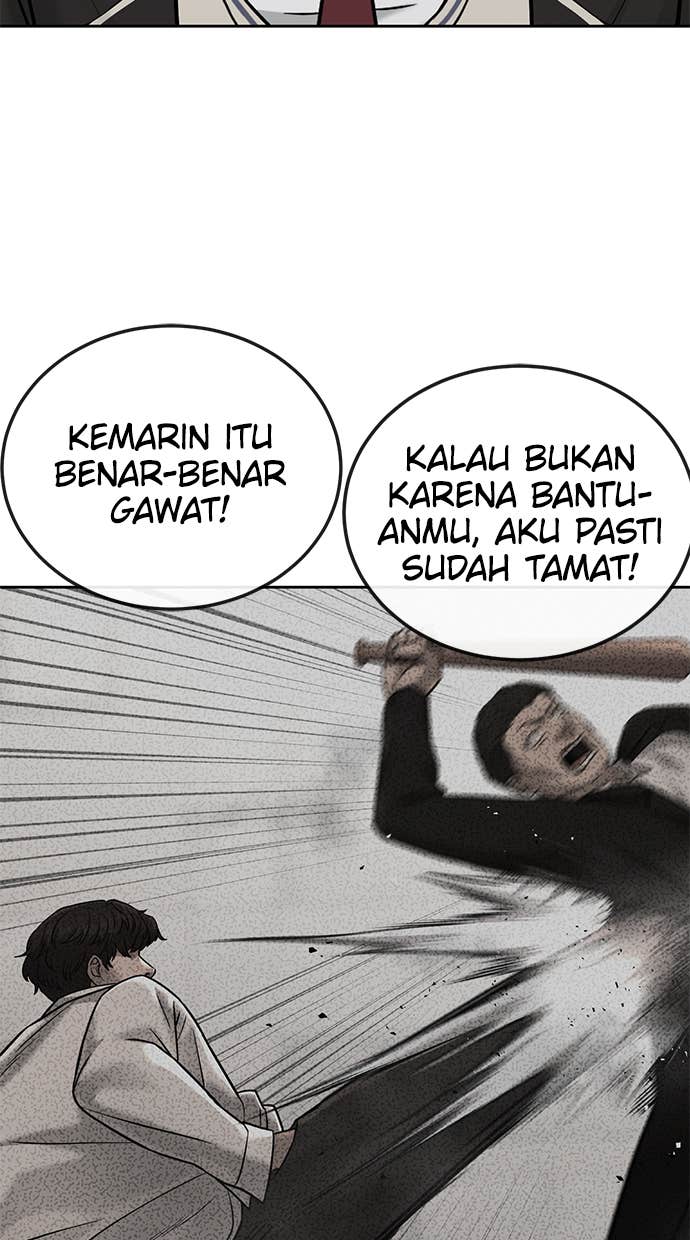 KEMARIN ITU
BENAR-BENAR
GAWAT!
KALAU BUKAN
KARENA BANTU-
ANMU, AKU PASTI
SUDAH TAMAT!